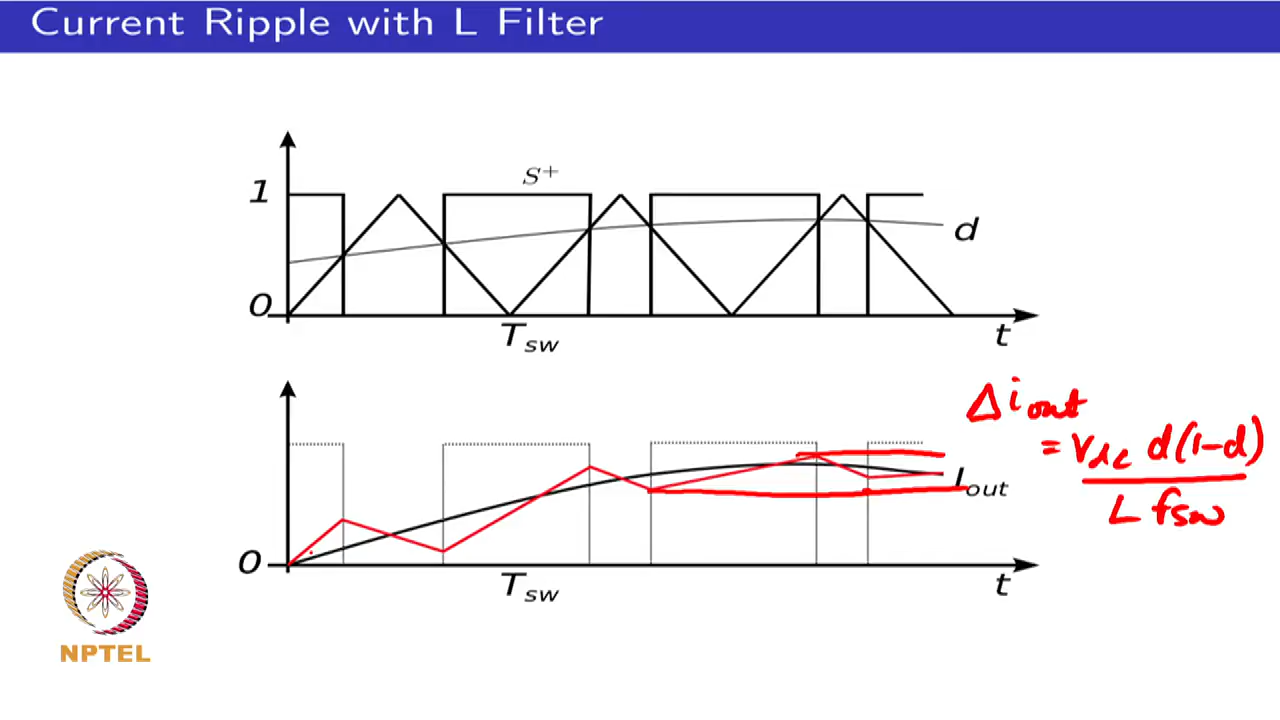 Current Ripple with L Filter
S⁺
1
d
0
T_sw
t
Δi_out
= V_dc d(1-d)
L f_sw
I_out
0
T_sw
t
NPTEL